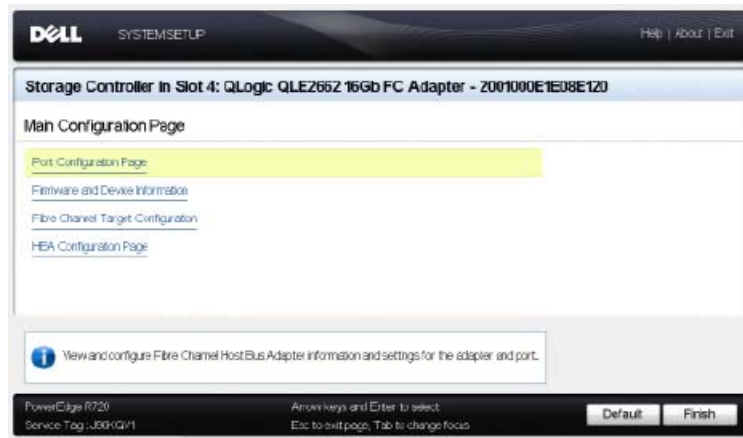 DELL SYSTEM SETUP Help | About | Exit
Storage Controller in Slot 4: QLogic QLE2662 16Gb FC Adapter - 2001000E1E08E120
Main Configuration Page
Port Configuration Page
Firmware and Device Information
Fibre Channel Target Configuration
HBA Configuration Page
View and configure Fibre Channel Host Bus Adapter information and settings for the adapter and port.
PowerEdge R720 Arrow keys and Enter to select Default Finish
Service Tag : Esc to exit page, Tab to change focus